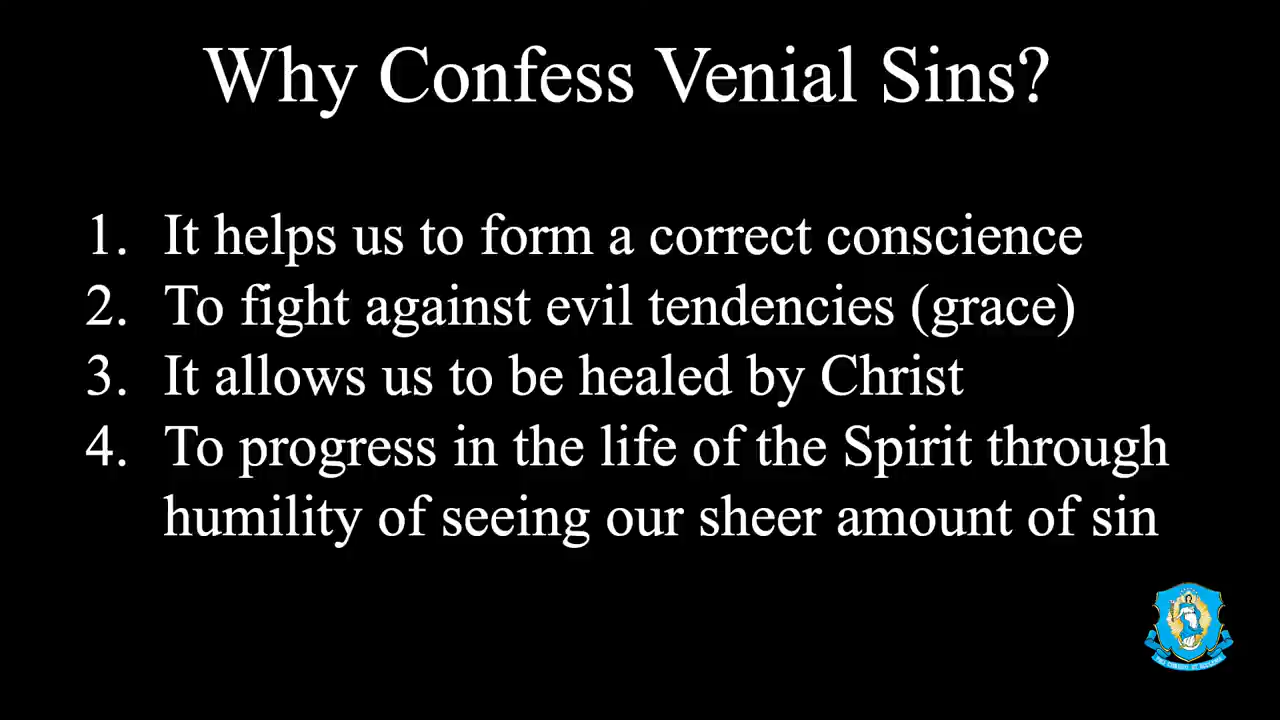 Why Confess Venial Sins?
1. It helps us to form a correct conscience
2. To fight against evil tendencies (grace)
3. It allows us to be healed by Christ
4. To progress in the life of the Spirit through
humility of seeing our sheer amount of sin